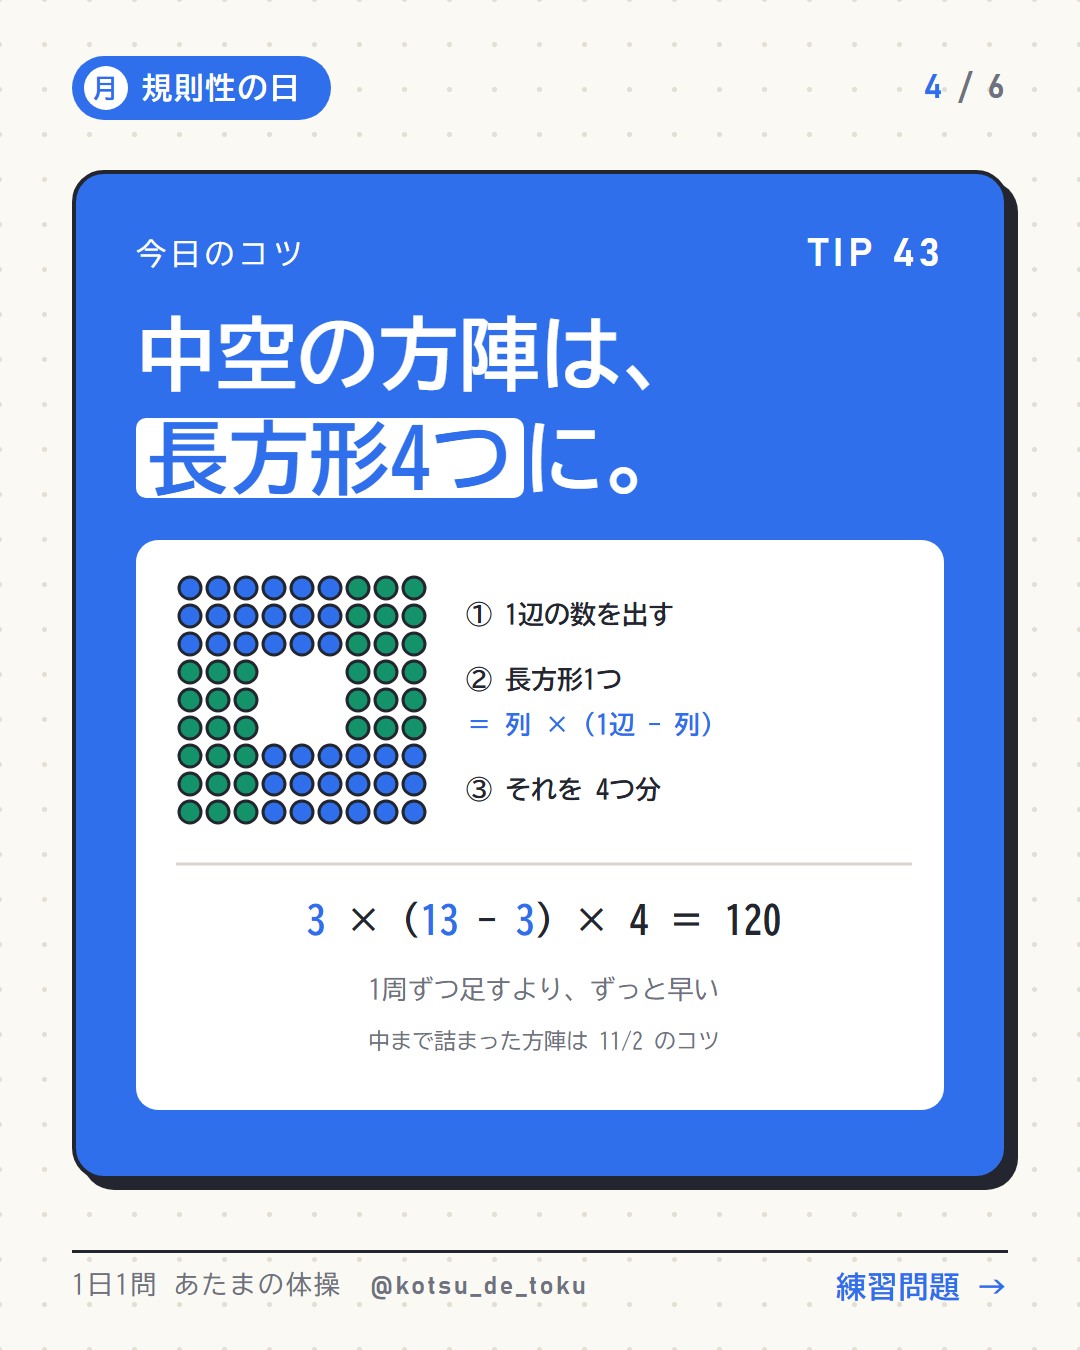 月 規則性の日
4 / 6
今日のコツ
TIP 43
中空の方陣は、
長方形4つに。
① 1辺の数を出す
② 長方形1つ
= 列 × (1辺 − 列)
③ それを 4つ分
3 × (13 − 3) × 4 = 120
1周ずつ足すより、ずっと早い
中まで詰まった方陣は 11/2 のコツ
1日1問 あたまの体操 @kotsu_de_toku
練習問題 →